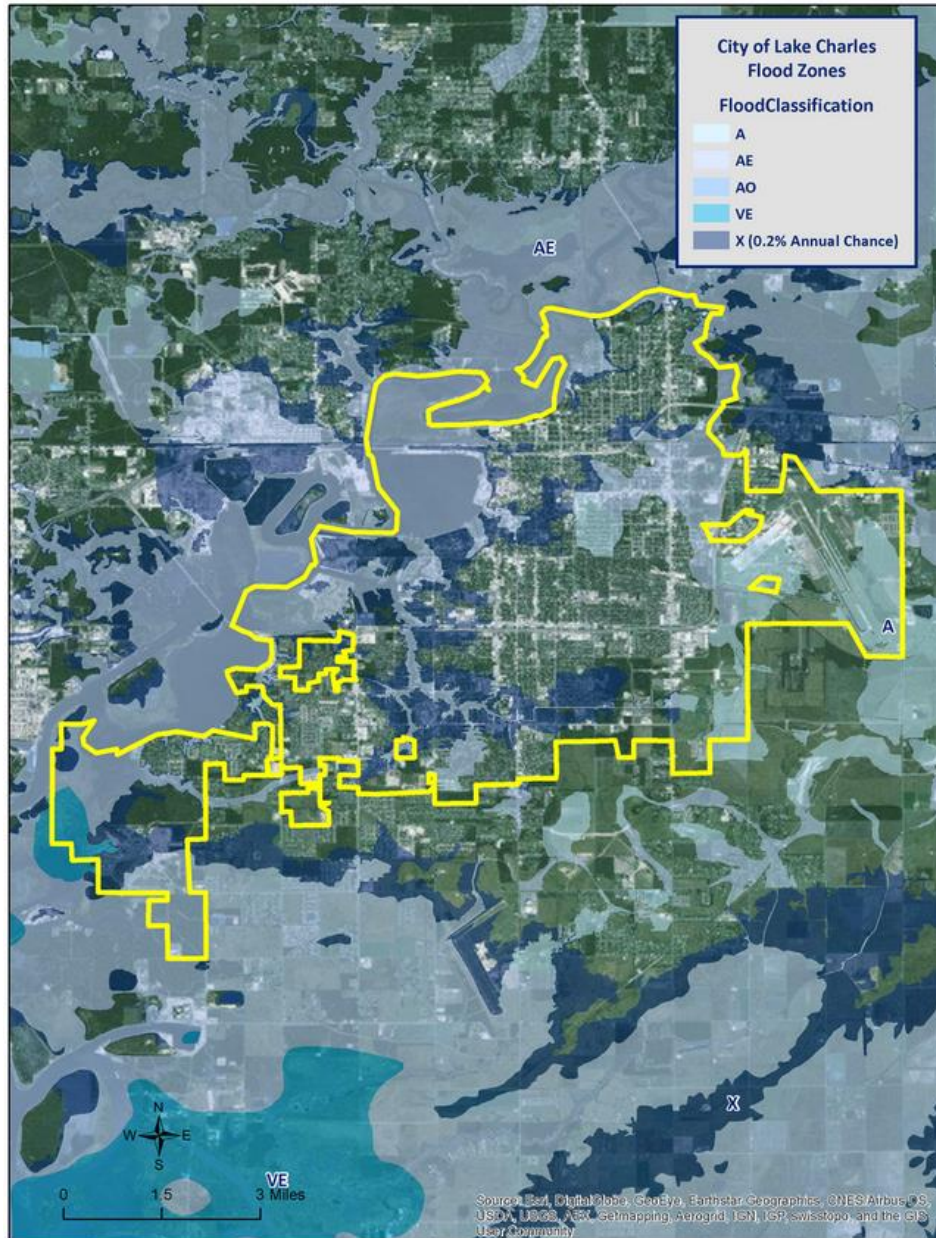 City of Lake Charles
Flood Zones
FloodClassification
A
AE
AO
VE
X (0.2% Annual Chance)
AE
A
X
N
W E
S
VE
0 1.5 3 Miles
Source: Esri, DigitalGlobe, GeoEye, Earthstar Geographics, CNES/Airbus DS,
USDA, USGS, AEX, Getmapping, Aerogrid, IGN, IGP, swisstopo, and the GIS
User Community